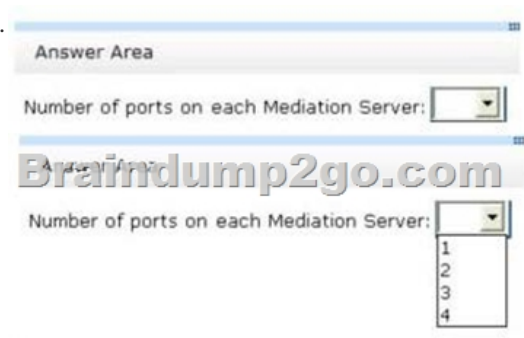 .
Answer Area
Number of ports on each Mediation Server:
Braindump2go.com
Number of ports on each Mediation Server:
1
2
3
4